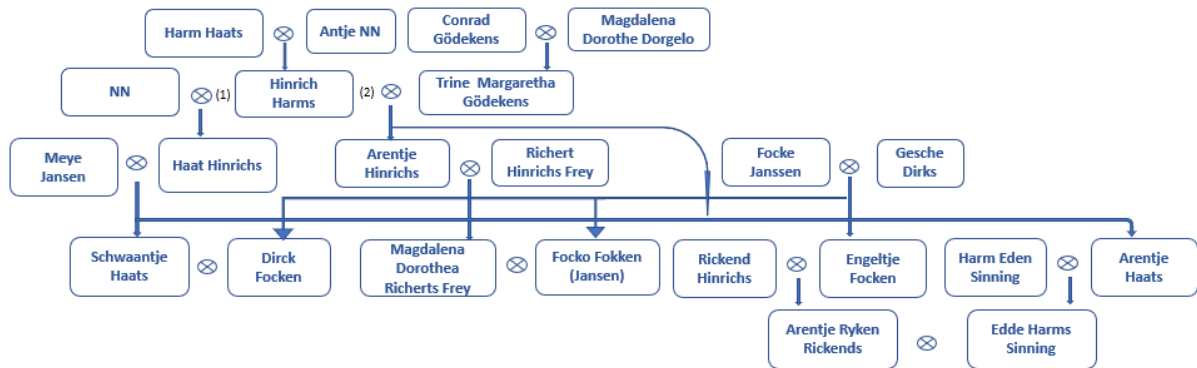 Harm Haats
Antje NN
Conrad
Gödekens
Magdalena
Dorothe Dorgelo
NN
(1)
Hinrich
Harms
(2)
Trine Margaretha
Gödekens
Meye
Jansen
Haat Hinrichs
Arentje
Hinrichs
Richert
Hinrichs Frey
Focke
Janssen
Gesche
Dirks
Schwaantje
Haats
Dirck
Focken
Magdalena
Dorothea
Richerts Frey
Focko Fokken
(Jansen)
Rickend
Hinrichs
Engeltje
Focken
Harm Eden
Sinning
Arentje
Haats
Arentje Ryken
Rickends
Edde Harms
Sinning